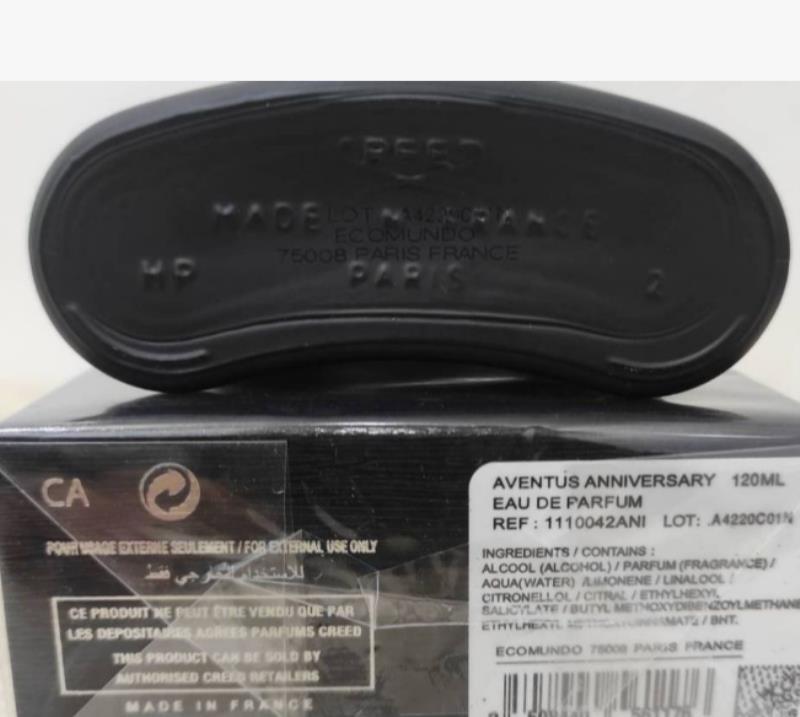 CREED
MADE IN FRANCE
LOT : A4220C01N
ECOMUNDO
75008 PARIS FRANCE
HP PARIS 2
CA
POUR USAGE EXTERNE SEULEMENT / FOR EXTERNAL USE ONLY
للاستخدام الخارجي فقط
CE PRODUIT NE PEUT ÊTRE VENDU QUE PAR
LES DEPOSITAIRES AGRÉES PARFUMS CREED
THIS PRODUCT CAN BE SOLD BY
AUTHORISED CREED RETAILERS
MADE IN FRANCE
AVENTUS ANNIVERSARY 120ML
EAU DE PARFUM
REF : 1110042ANI LOT: .A4220C01N
INGREDIENTS / CONTAINS :
ALCOOL (ALCOHOL) / PARFUM (FRAGRANCE) /
AQUA(WATER) /LIMONENE / LINALOOL /
CITRONELLOL / CITRAL / ETHYLHEXYL
SALICYLATE / BUTYL METHOXYDIBENZOYLMETHANE
ETHYLHEXYL METHOXYCINNAMATE / BHT.
ECOMUNDO 75008 PARIS FRANCE